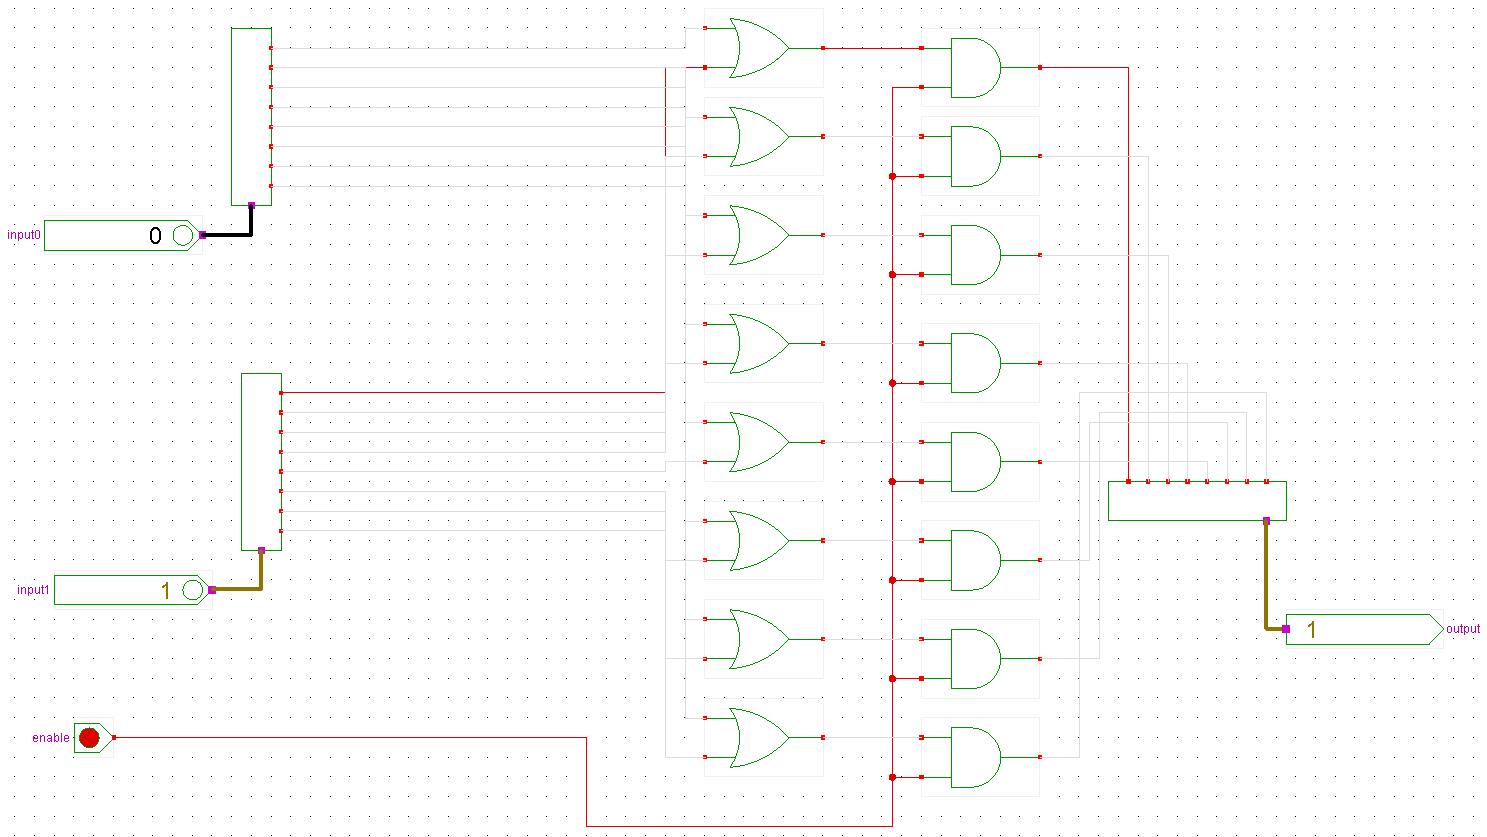 input0
0
input1
1
enable
1
output